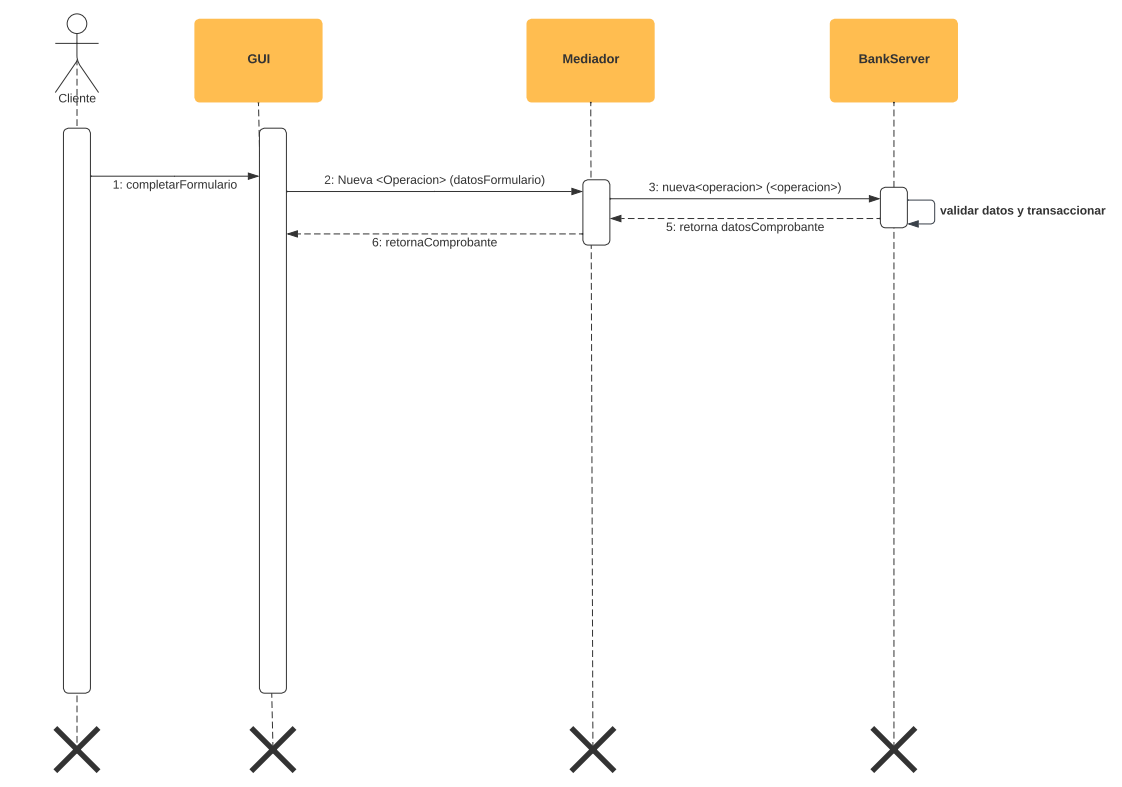 Cliente
GUI
Mediador
BankServer
1: completarFormulario
2: Nueva <Operacion> (datosFormulario)
3: nueva<operacion> (<operacion>)
validar datos y transaccionar
5: retorna datosComprobante
6: retornaComprobante